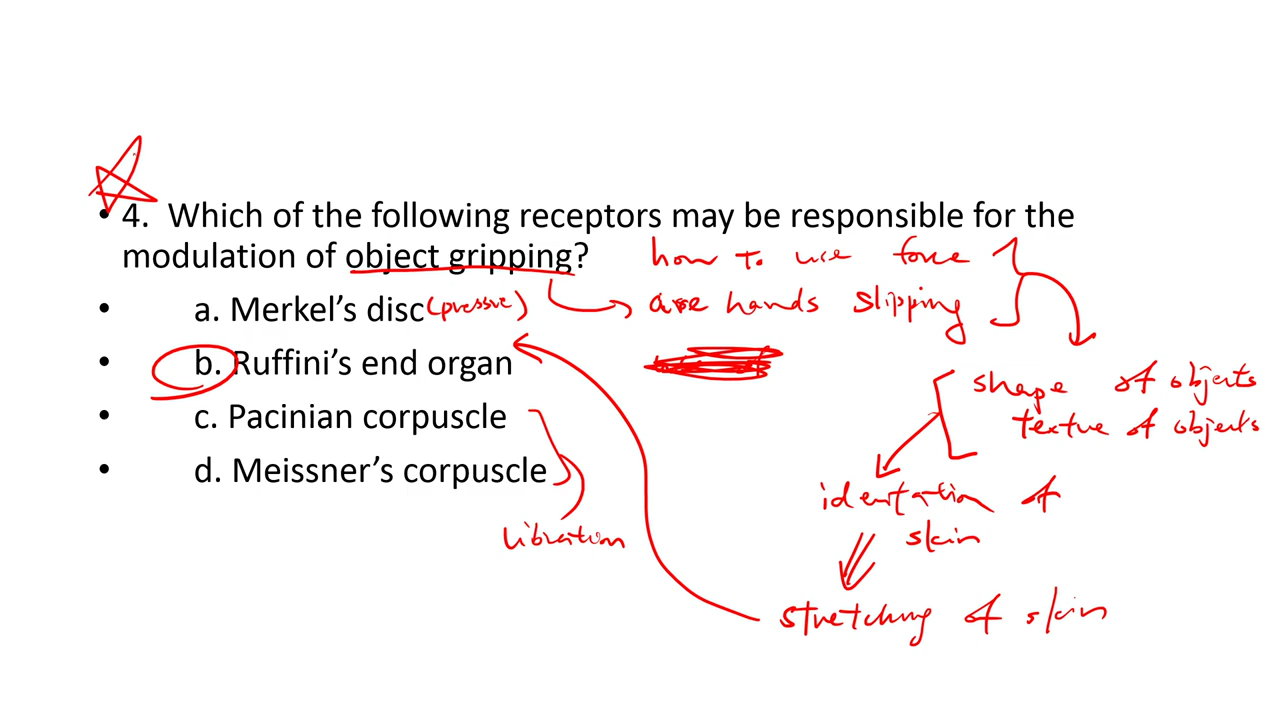 • 4. Which of the following receptors may be responsible for the
modulation of object gripping?
how to use force
• a. Merkel's disc (pressure)
are hands slipping
• b. Ruffini's end organ
shape of objects
texture of objects
• c. Pacinian corpuscle
• d. Meissner's corpuscle
identation of
skin
vibration
stretching of skin